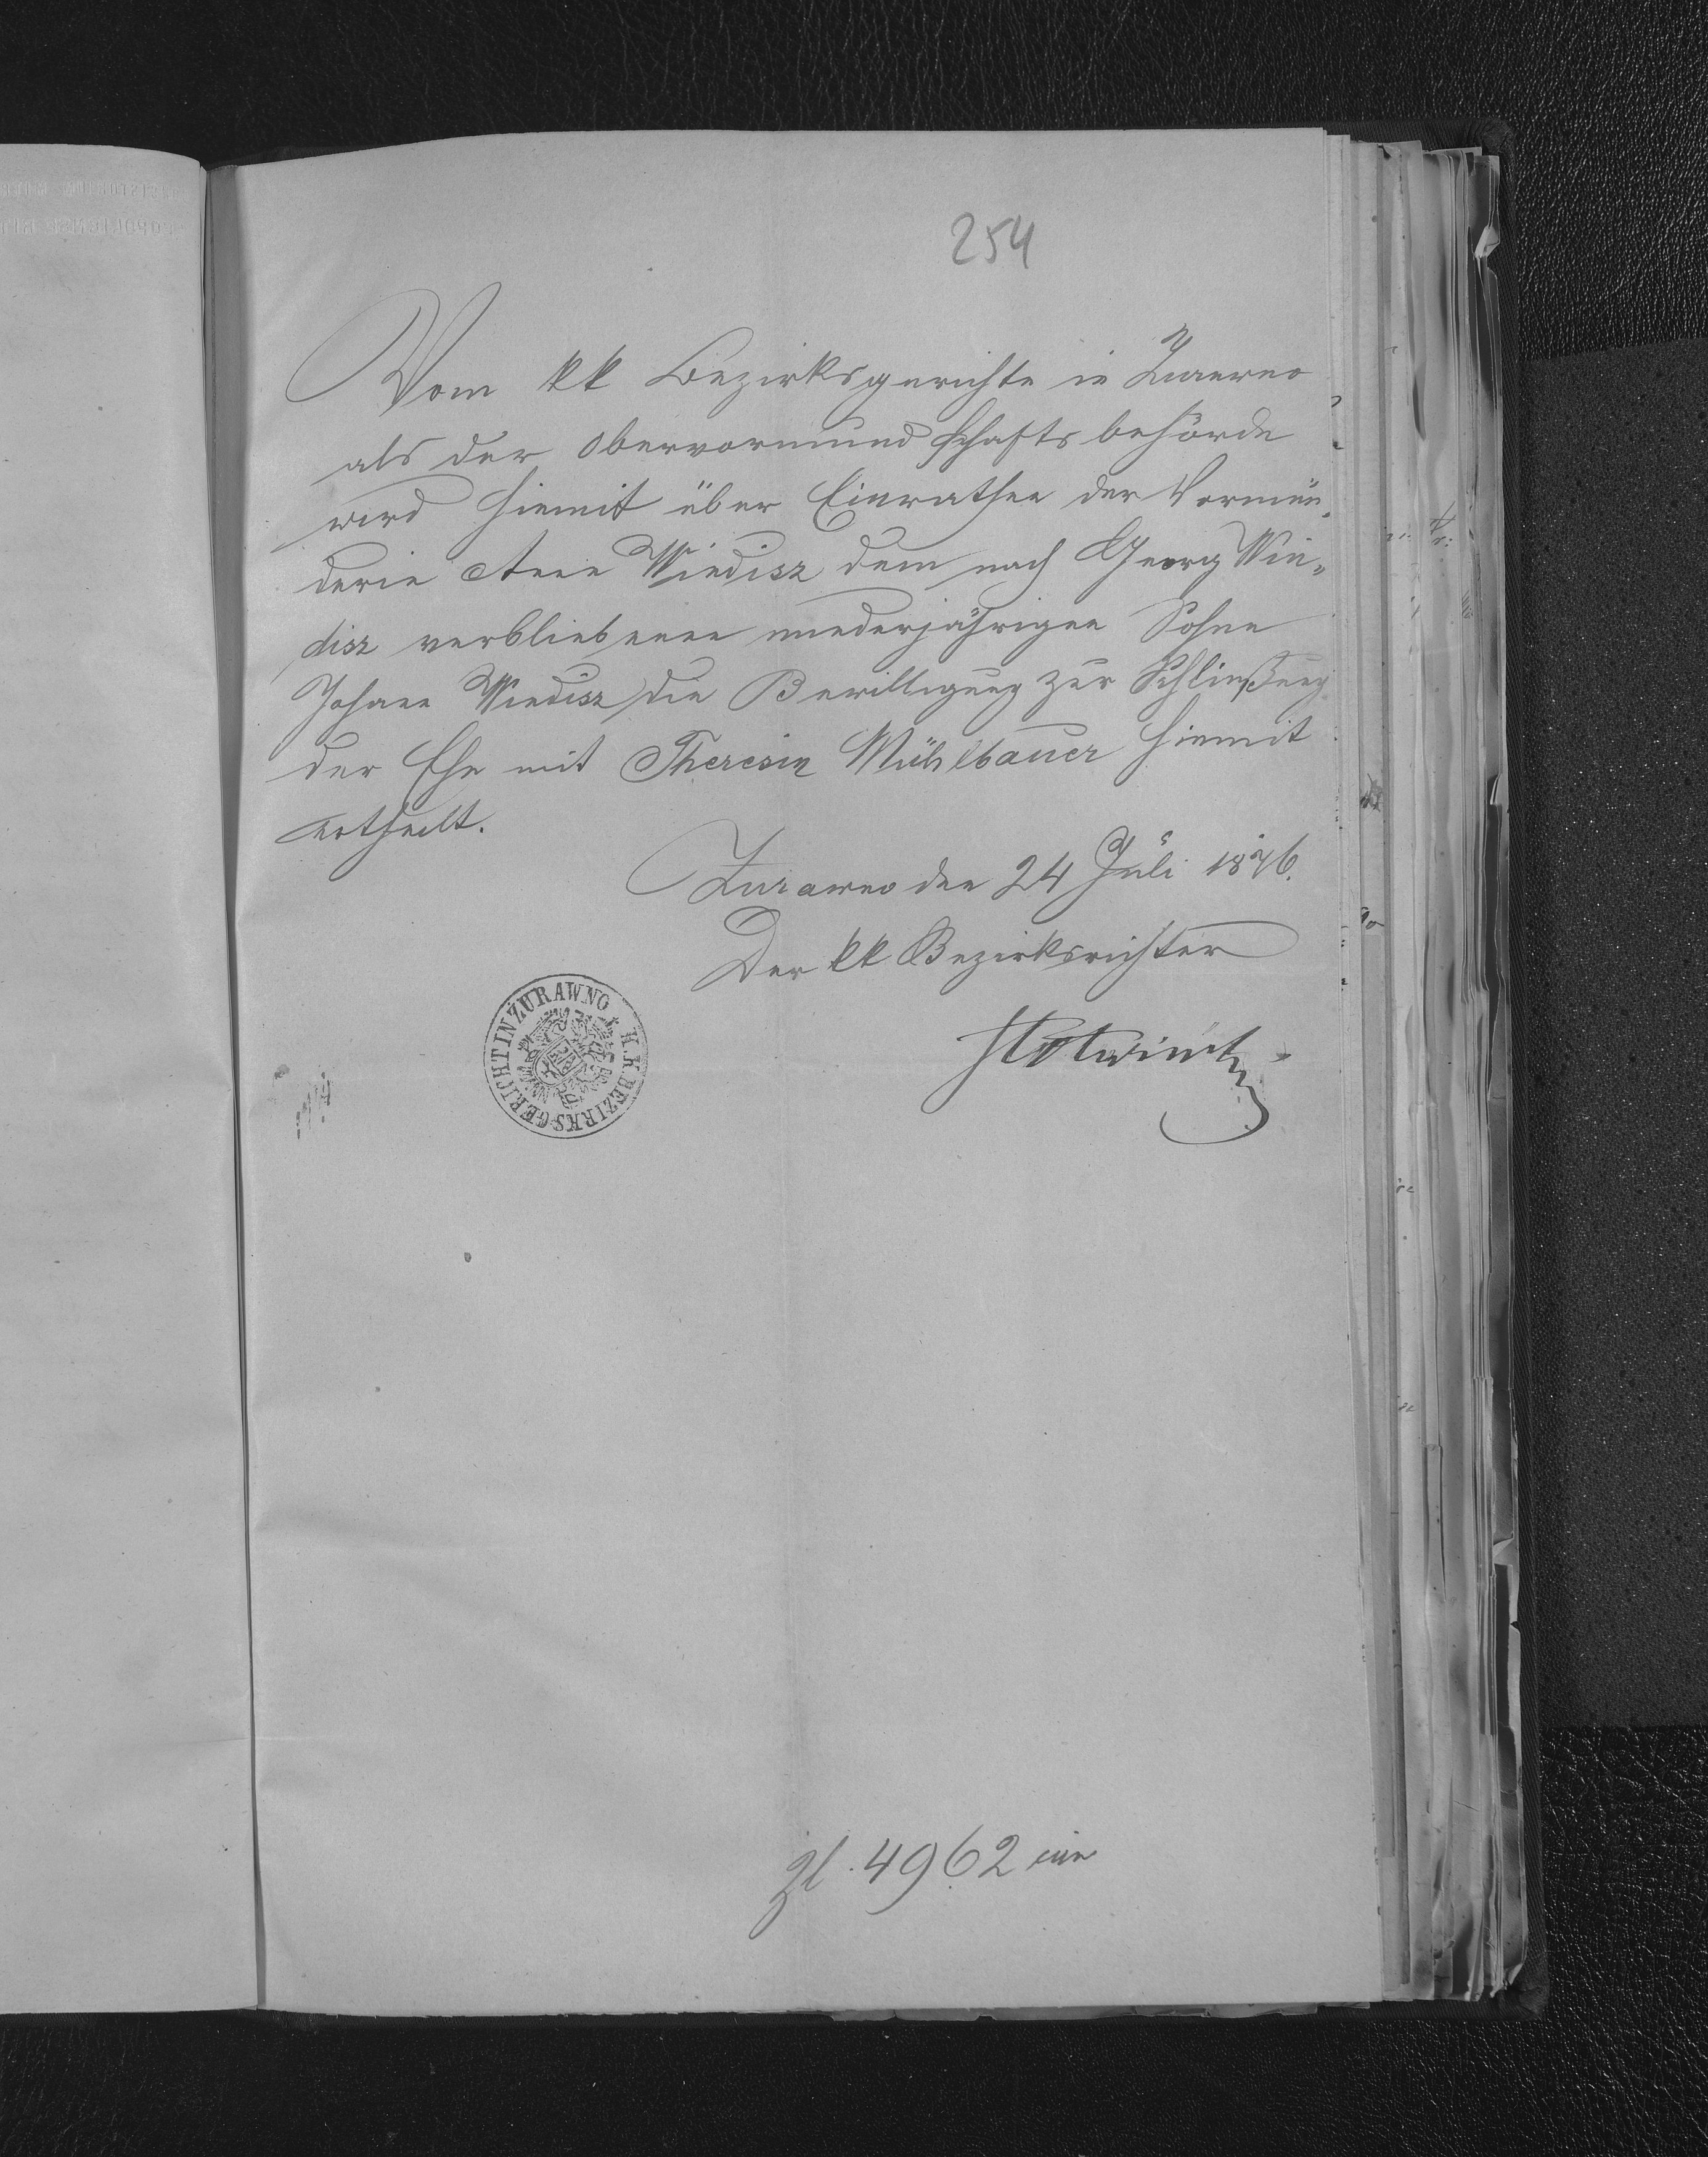 254
Vom kk Bezirksgerichte in Zurawno
als der Obervormundschaftsbehörde
wird hiemit über Einrathen der Vormün-
derin Anna Windisz dem nach Georg Win-
disz verbliebenen minderjährigen Sohne
Johann Windisz die Bewilligung zur Schließung
der Ehe mit Theresia Mühlbauer hiemit
ertheilt.
Zurawno den 24 Juli 1876.
Der kk Bezirksrichter
K. K. BEZIRKS-GERICHT IN ŻURAWNO
Zl. 4962